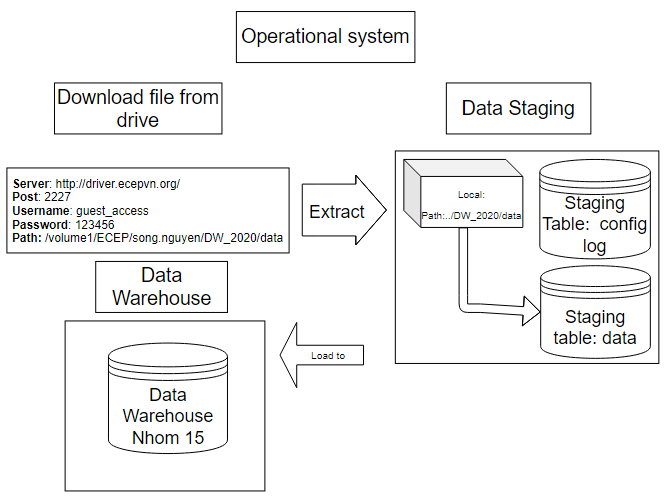 Operational system
Download file from
drive
Data Staging
Server: http://driver.ecepvn.org/
Post: 2227
Username: guest_access
Password: 123456
Path: /volume1/ECEP/song.nguyen/DW_2020/data
Extract
Local:
Path:../DW_2020/data
Staging
Table: config
log
Staging
table: data
Data
Warehouse
Load to
Data
Warehouse
Nhom 15